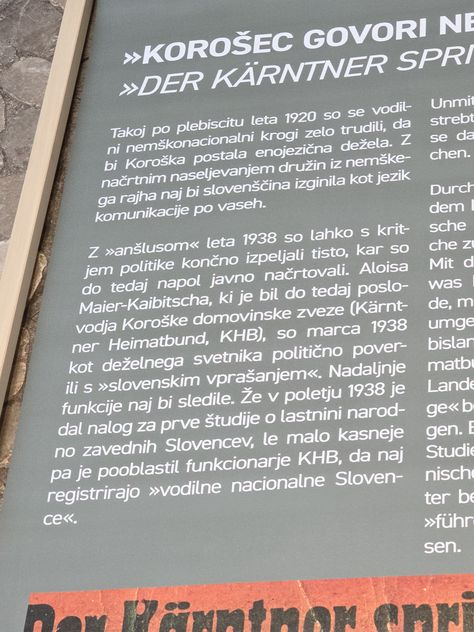 »KOROŠEC GOVORI
»DER KÄRNTNER
Takoj po plebiscitu leta 1920 so se vodil-
ni nemškonacionalni krogi zelo trudili, da
bi Koroška postala enojezična dežela. Z
načrtnim naseljevanjem družin iz nemške-
ga rajha naj bi slovenščina izginila kot jezik
komunikacije po vaseh.
Z »anšlusom« leta 1938 so lahko s krit-
jem politike končno izpeljali tisto, kar so
do tedaj napol javno načrtovali. Aloisa
Maier-Kaibitscha, ki je bil do tedaj poslo-
vodja Koroške domovinske zveze (Kärnt-
ner Heimatbund, KHB), so marca 1938
kot deželnega svetnika politično pover-
ili s »slovenskim vprašanjem«. Nadaljnje
funkcije naj bi sledile. Že v poletju 1938 je
dal nalog za prve študije o lastnini narod-
no zavednih Slovencev, le malo kasneje
pa je pooblastil funkcionarje KHB, da naj
registrirajo »vodilne nacionalne Sloven-
ce«.
Unmit
strebt
se da
chen.
Durch
dem
sche
che zu
Mit d
was
de, m
umge
bislan
matbu
Lande
ge« be
gen. E
Studie
nische
ter be
»führ
sen.
Der Kärntner spri